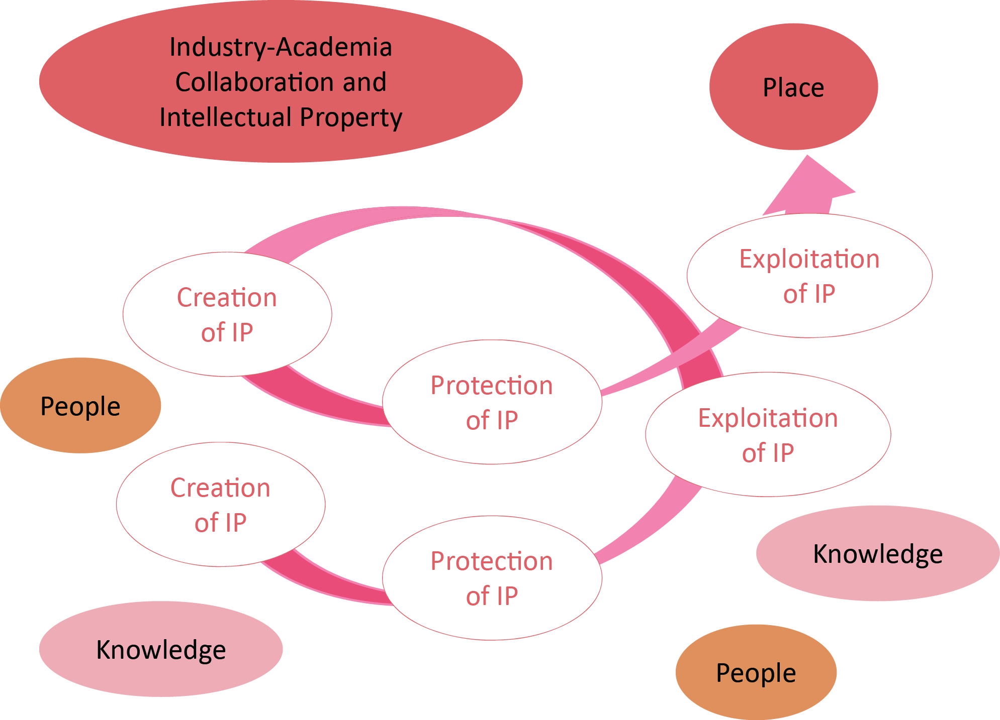 Industry-Academia
Collaboration and
Intellectual Property
Place
Exploitation
of IP
Creation
of IP
Protection
of IP
People
Exploitation
of IP
Creation
of IP
Protection
of IP
Knowledge
Knowledge
People